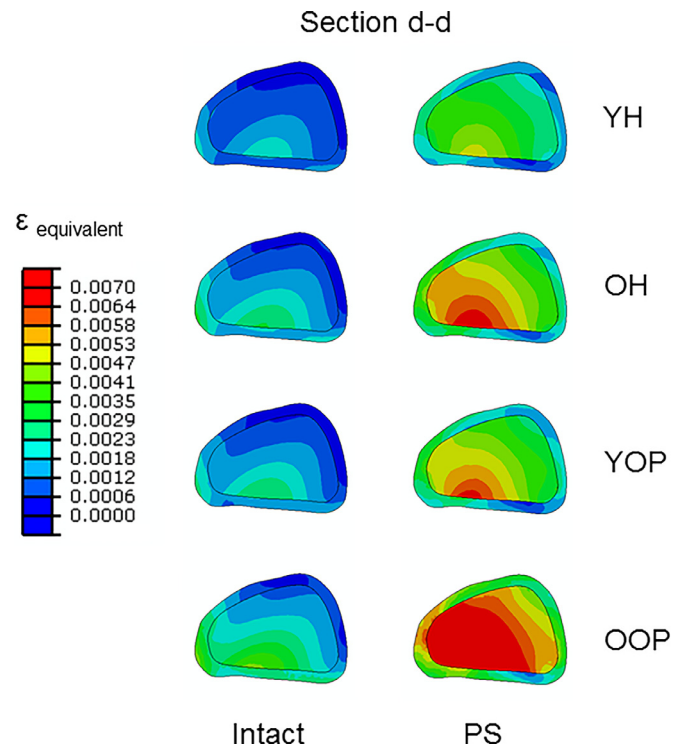 Section d-d
YH
ε equivalent
0.0070
0.0064
0.0058
0.0053
0.0047
0.0041
0.0035
0.0029
0.0023
0.0018
0.0012
0.0006
0.0000
OH
YOP
OOP
Intact PS